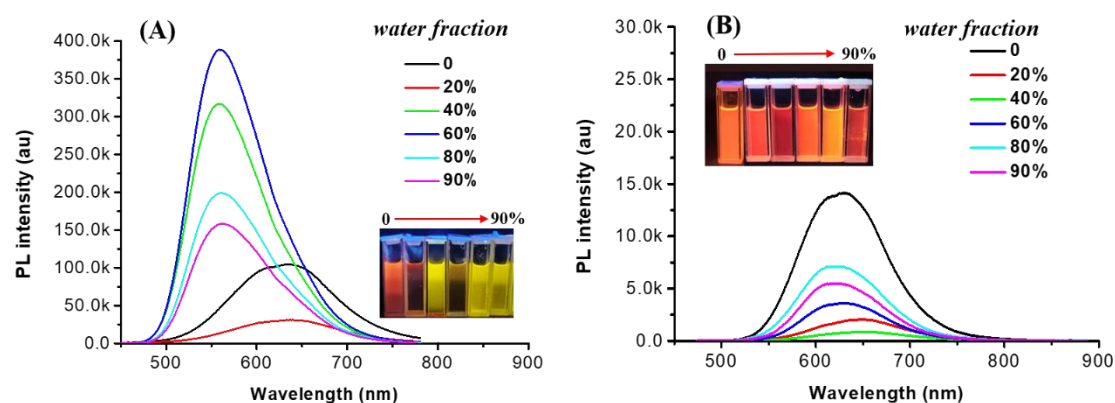 (A)
water fraction
0
20%
40%
60%
80%
90%
0
90%
400.0k
350.0k
300.0k
250.0k
200.0k
150.0k
100.0k
50.0k
0.0
PL intensity (au)
500
600
700
800
900
Wavelength (nm)
(B)
water fraction
0
20%
40%
60%
80%
90%
0
90%
30.0k
25.0k
20.0k
15.0k
10.0k
5.0k
0.0
PL intensity (au)
500
600
700
800
900
Wavelength (nm)